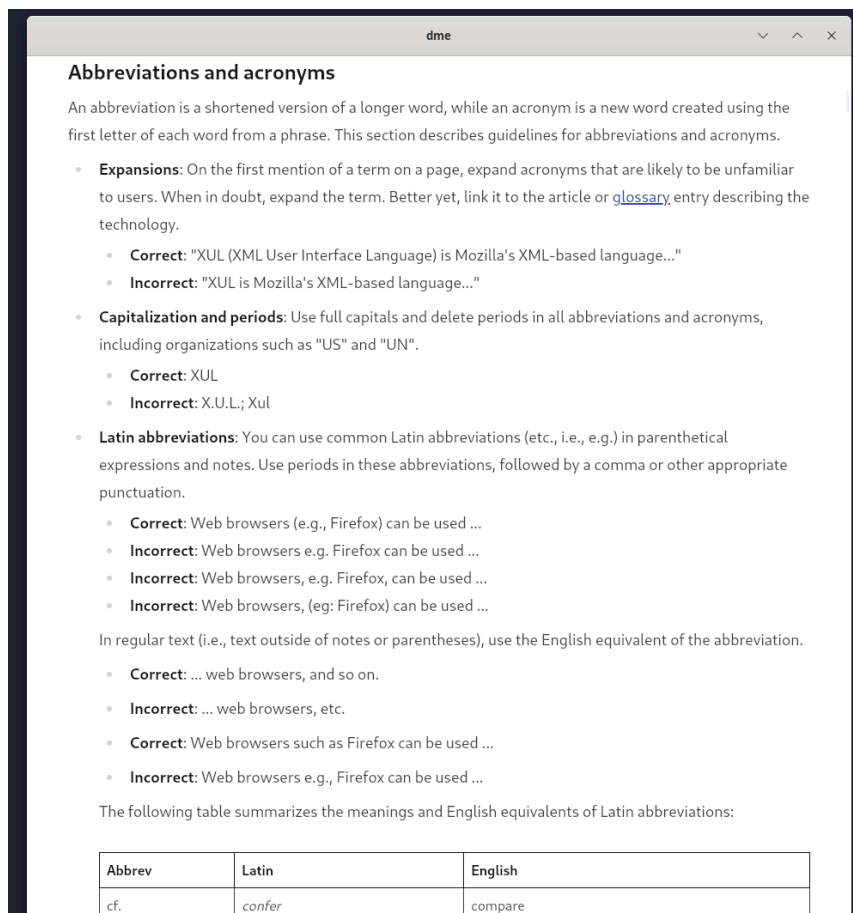 dme
Abbreviations and acronyms
An abbreviation is a shortened version of a longer word, while an acronym is a new word created using the
first letter of each word from a phrase. This section describes guidelines for abbreviations and acronyms.
Expansions: On the first mention of a term on a page, expand acronyms that are likely to be unfamiliar
to users. When in doubt, expand the term. Better yet, link it to the article or glossary entry describing the
technology.
Correct: "XUL (XML User Interface Language) is Mozilla's XML-based language..."
Incorrect: "XUL is Mozilla's XML-based language..."
Capitalization and periods: Use full capitals and delete periods in all abbreviations and acronyms,
including organizations such as "US" and "UN".
Correct: XUL
Incorrect: X.U.L.; Xul
Latin abbreviations: You can use common Latin abbreviations (etc., i.e., e.g.) in parenthetical
expressions and notes. Use periods in these abbreviations, followed by a comma or other appropriate
punctuation.
Correct: Web browsers (e.g., Firefox) can be used ...
Incorrect: Web browsers e.g. Firefox can be used ...
Incorrect: Web browsers, e.g. Firefox, can be used ...
Incorrect: Web browsers, (eg: Firefox) can be used ...
In regular text (i.e., text outside of notes or parentheses), use the English equivalent of the abbreviation.
Correct: ... web browsers, and so on.
Incorrect: ... web browsers, etc.
Correct: Web browsers such as Firefox can be used ...
Incorrect: Web browsers e.g., Firefox can be used ...
The following table summarizes the meanings and English equivalents of Latin abbreviations:
Abbrev Latin English
cf. confer compare